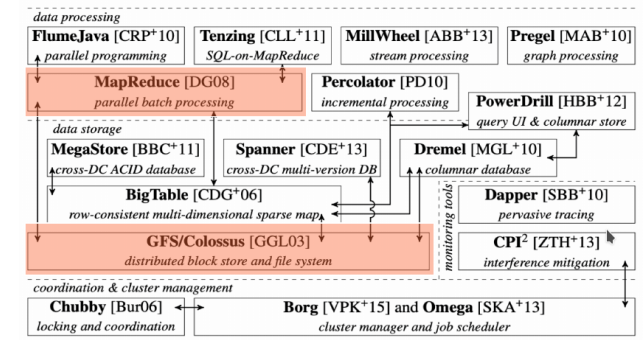 data processing
FlumeJava [CRP+10]
parallel programming
Tenzing [CLL+11]
SQL-on-MapReduce
MillWheel [ABB+13]
stream processing
Pregel [MAB+10]
graph processing
MapReduce [DG08]
parallel batch processing
Percolator [PD10]
incremental processing
PowerDrill [HBB+12]
query UI & columnar store
data storage
MegaStore [BBC+11]
cross-DC ACID database
Spanner [CDE+13]
cross-DC multi-version DB
Dremel [MGL+10]
columnar database
BigTable [CDG+06]
row-consistent multi-dimensional sparse map
GFS/Colossus [GGL03]
distributed block store and file system
monitoring tools
Dapper [SBB+10]
pervasive tracing
CPI2 [ZTH+13]
interference mitigation
coordination & cluster management
Chubby [Bur06]
locking and coordination
Borg [VPK+15] and Omega [SKA+13]
cluster manager and job scheduler